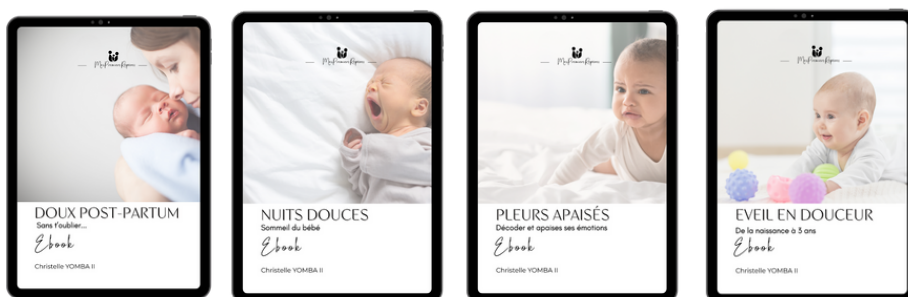 DOUX POST-PARTUM
Sans t'oublier...
Ebook
Christelle YOMBA II
NUITS DOUCES
Sommeil du bébé
Ebook
Christelle YOMBA II
PLEURS APAISÉS
Décoder et apaises ses émotions
Ebook
Christelle YOMBA II
EVEIL EN DOUCEUR
De la naissance à 3 ans
Ebook
Christelle YOMBA II